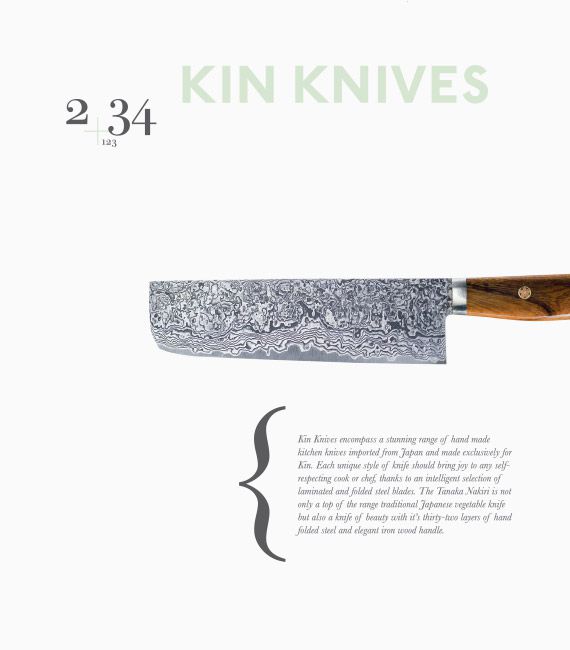 KIN KNIVES
2+34
123
Kin Knives encompass a stunning range of hand made
kitchen knives imported from Japan and made exclusively for
Kin. Each unique style of knife should bring joy to any self-
respecting cook or chef, thanks to an intelligent selection of
laminated and folded steel blades. The Tanaka Nakiri is not
only a top of the range traditional Japanese vegetable knife
but also a knife of beauty with it's thirty-two layers of hand
folded steel and elegant iron wood handle.